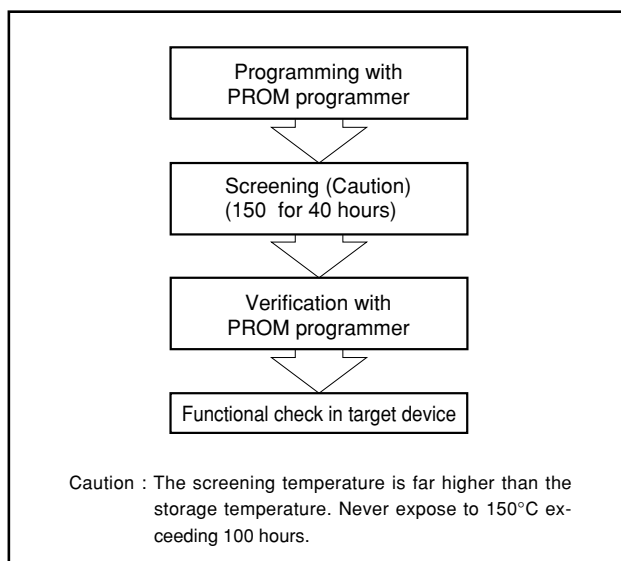 Programming with
PROM programmer
Screening (Caution)
(150  for 40 hours)
Verification with
PROM programmer
Functional check in target device
Caution : The screening temperature is far higher than the
storage temperature. Never expose to 150°C ex-
ceeding 100 hours.